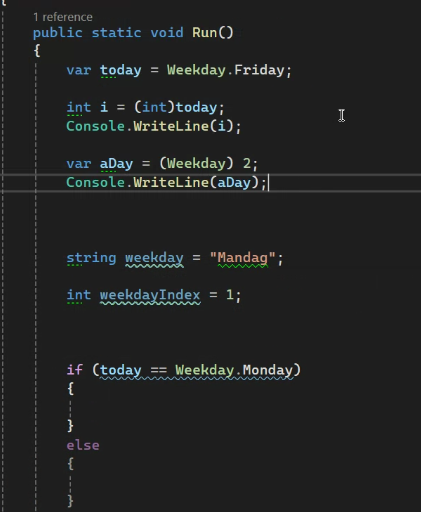 {
1 reference
public static void Run()
{
var today = Weekday.Friday;
int i = (int)today;
Console.WriteLine(i);
var aDay = (Weekday) 2;
Console.WriteLine(aDay);
string weekday = "Mandag";
int weekdayIndex = 1;
if (today == Weekday.Monday)
{
}
else
{
}